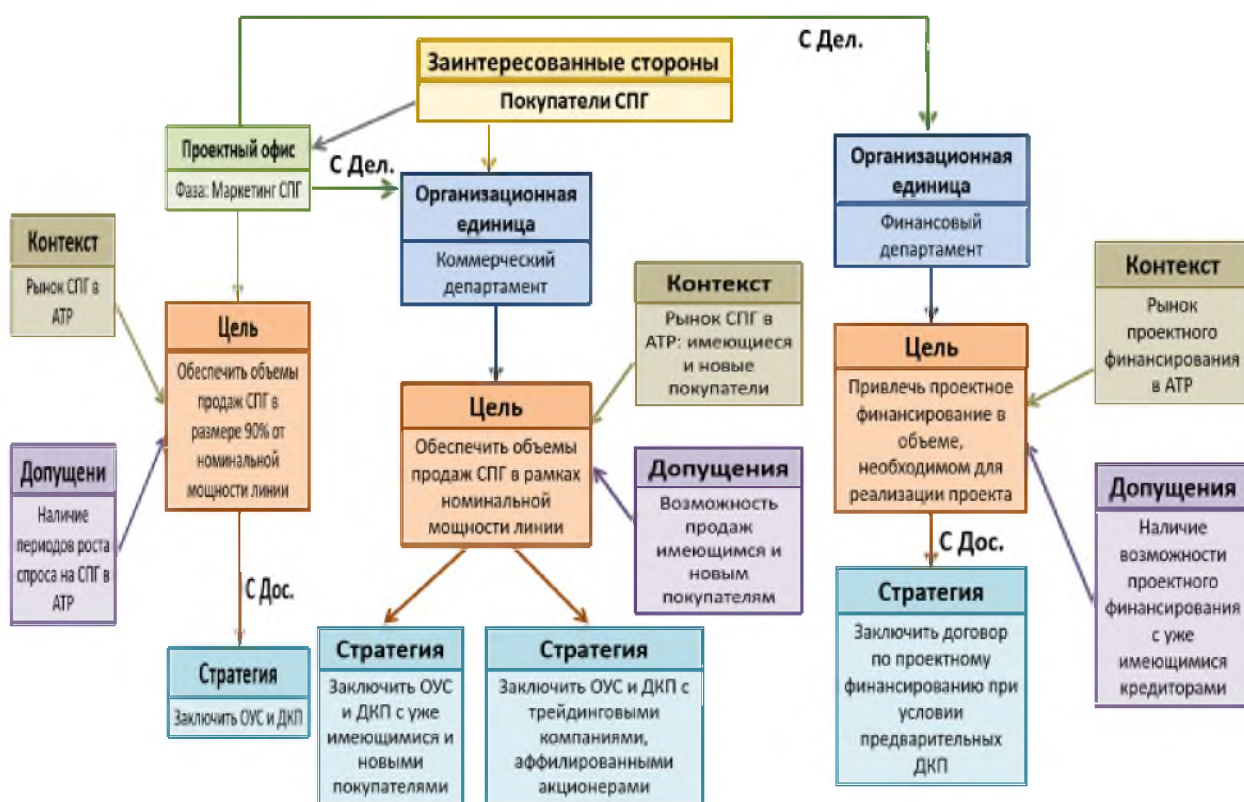 С Дел.
Заинтересованные стороны
Покупатели СПГ
Проектный офис
Фаза: Маркетинг СПГ
С Дел.
Организационная
единица
Коммерческий
департамент
Организационная
единица
Финансовый
департамент
Контекст
Рынок СПГ в
АТР
Цель
Обеспечить объемы
продаж СПГ в
размере 90% от
номинальной
мощности линии
Допущени
Наличие
периодов роста
спроса на СПГ в
АТР
С Дос.
Стратегия
Заключить ОУС и ДКП
Контекст
Рынок СПГ в
АТР: имеющиеся
и новые
покупатели
Цель
Обеспечить объемы
продаж СПГ в рамках
номинальной
мощности линии
Допущения
Возможность
продаж
имеющимся и
новым
покупателям
Стратегия
Заключить ОУС
и ДКП с уже
имеющимися и
новыми
покупателями
Стратегия
Заключить ОУС и ДКП с
трейдинговыми
компаниями,
аффилированными
акционерами
Контекст
Рынок
проектного
финансирования
в АТР
Цель
Привлечь проектное
финансирование в
объеме,
необходимом для
реализации проекта
Допущения
Наличие
возможности
проектного
финансирования
с уже
имеющимися
кредиторами
С Дос.
Стратегия
Заключить договор
по проектному
финансированию при
условии
предварительных
ДКП